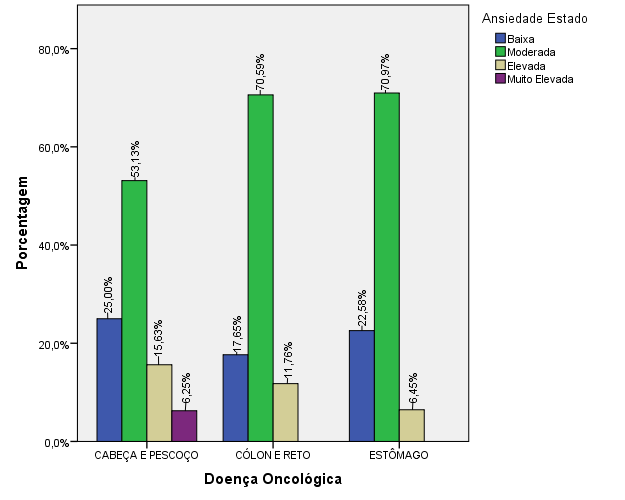 Ansiedade Estado
Baixa
Moderada
Elevada
Muito Elevada
Porcentagem
80,0%
60,0%
40,0%
20,0%
0,0%
25,00%
53,13%
15,63%
6,25%
17,65%
70,59%
11,76%
22,58%
70,97%
6,45%
CABEÇA E PESCOÇO
CÓLON E RETO
ESTÔMAGO
Doença Oncológica